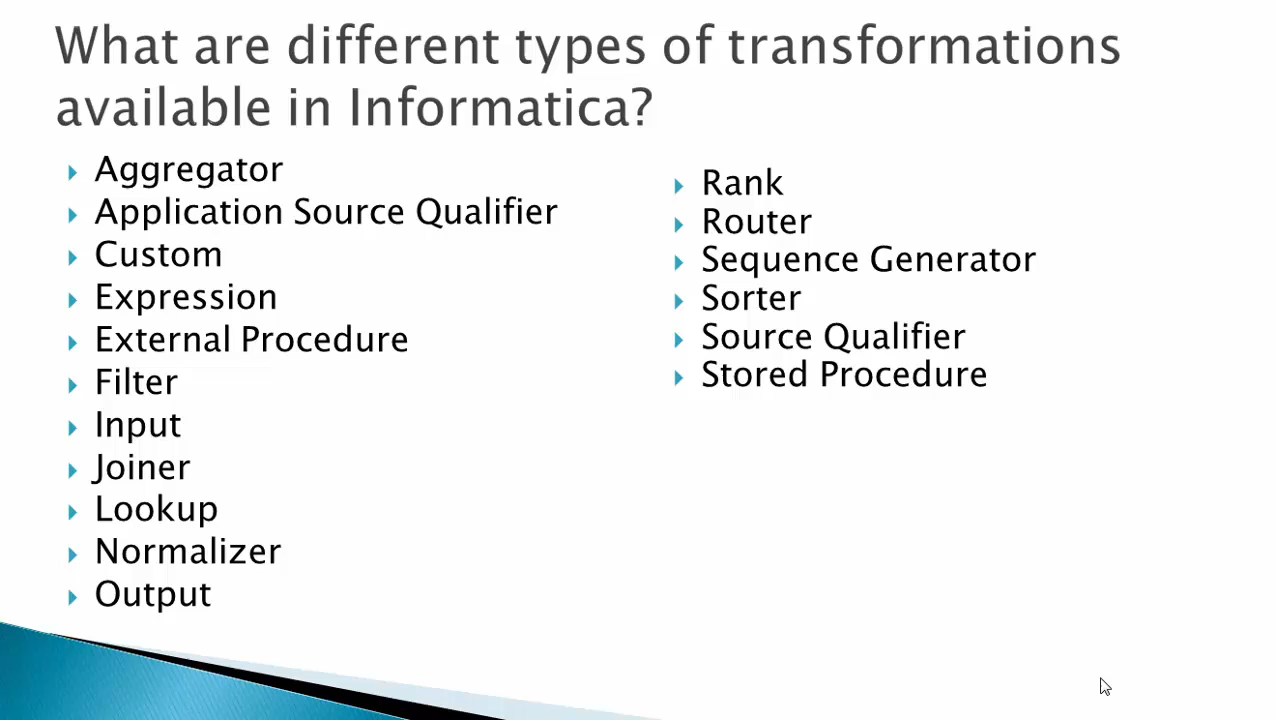 What are different types of transformations
available in Informatica?
Aggregator
Application Source Qualifier
Custom
Expression
External Procedure
Filter
Input
Joiner
Lookup
Normalizer
Output
Rank
Router
Sequence Generator
Sorter
Source Qualifier
Stored Procedure